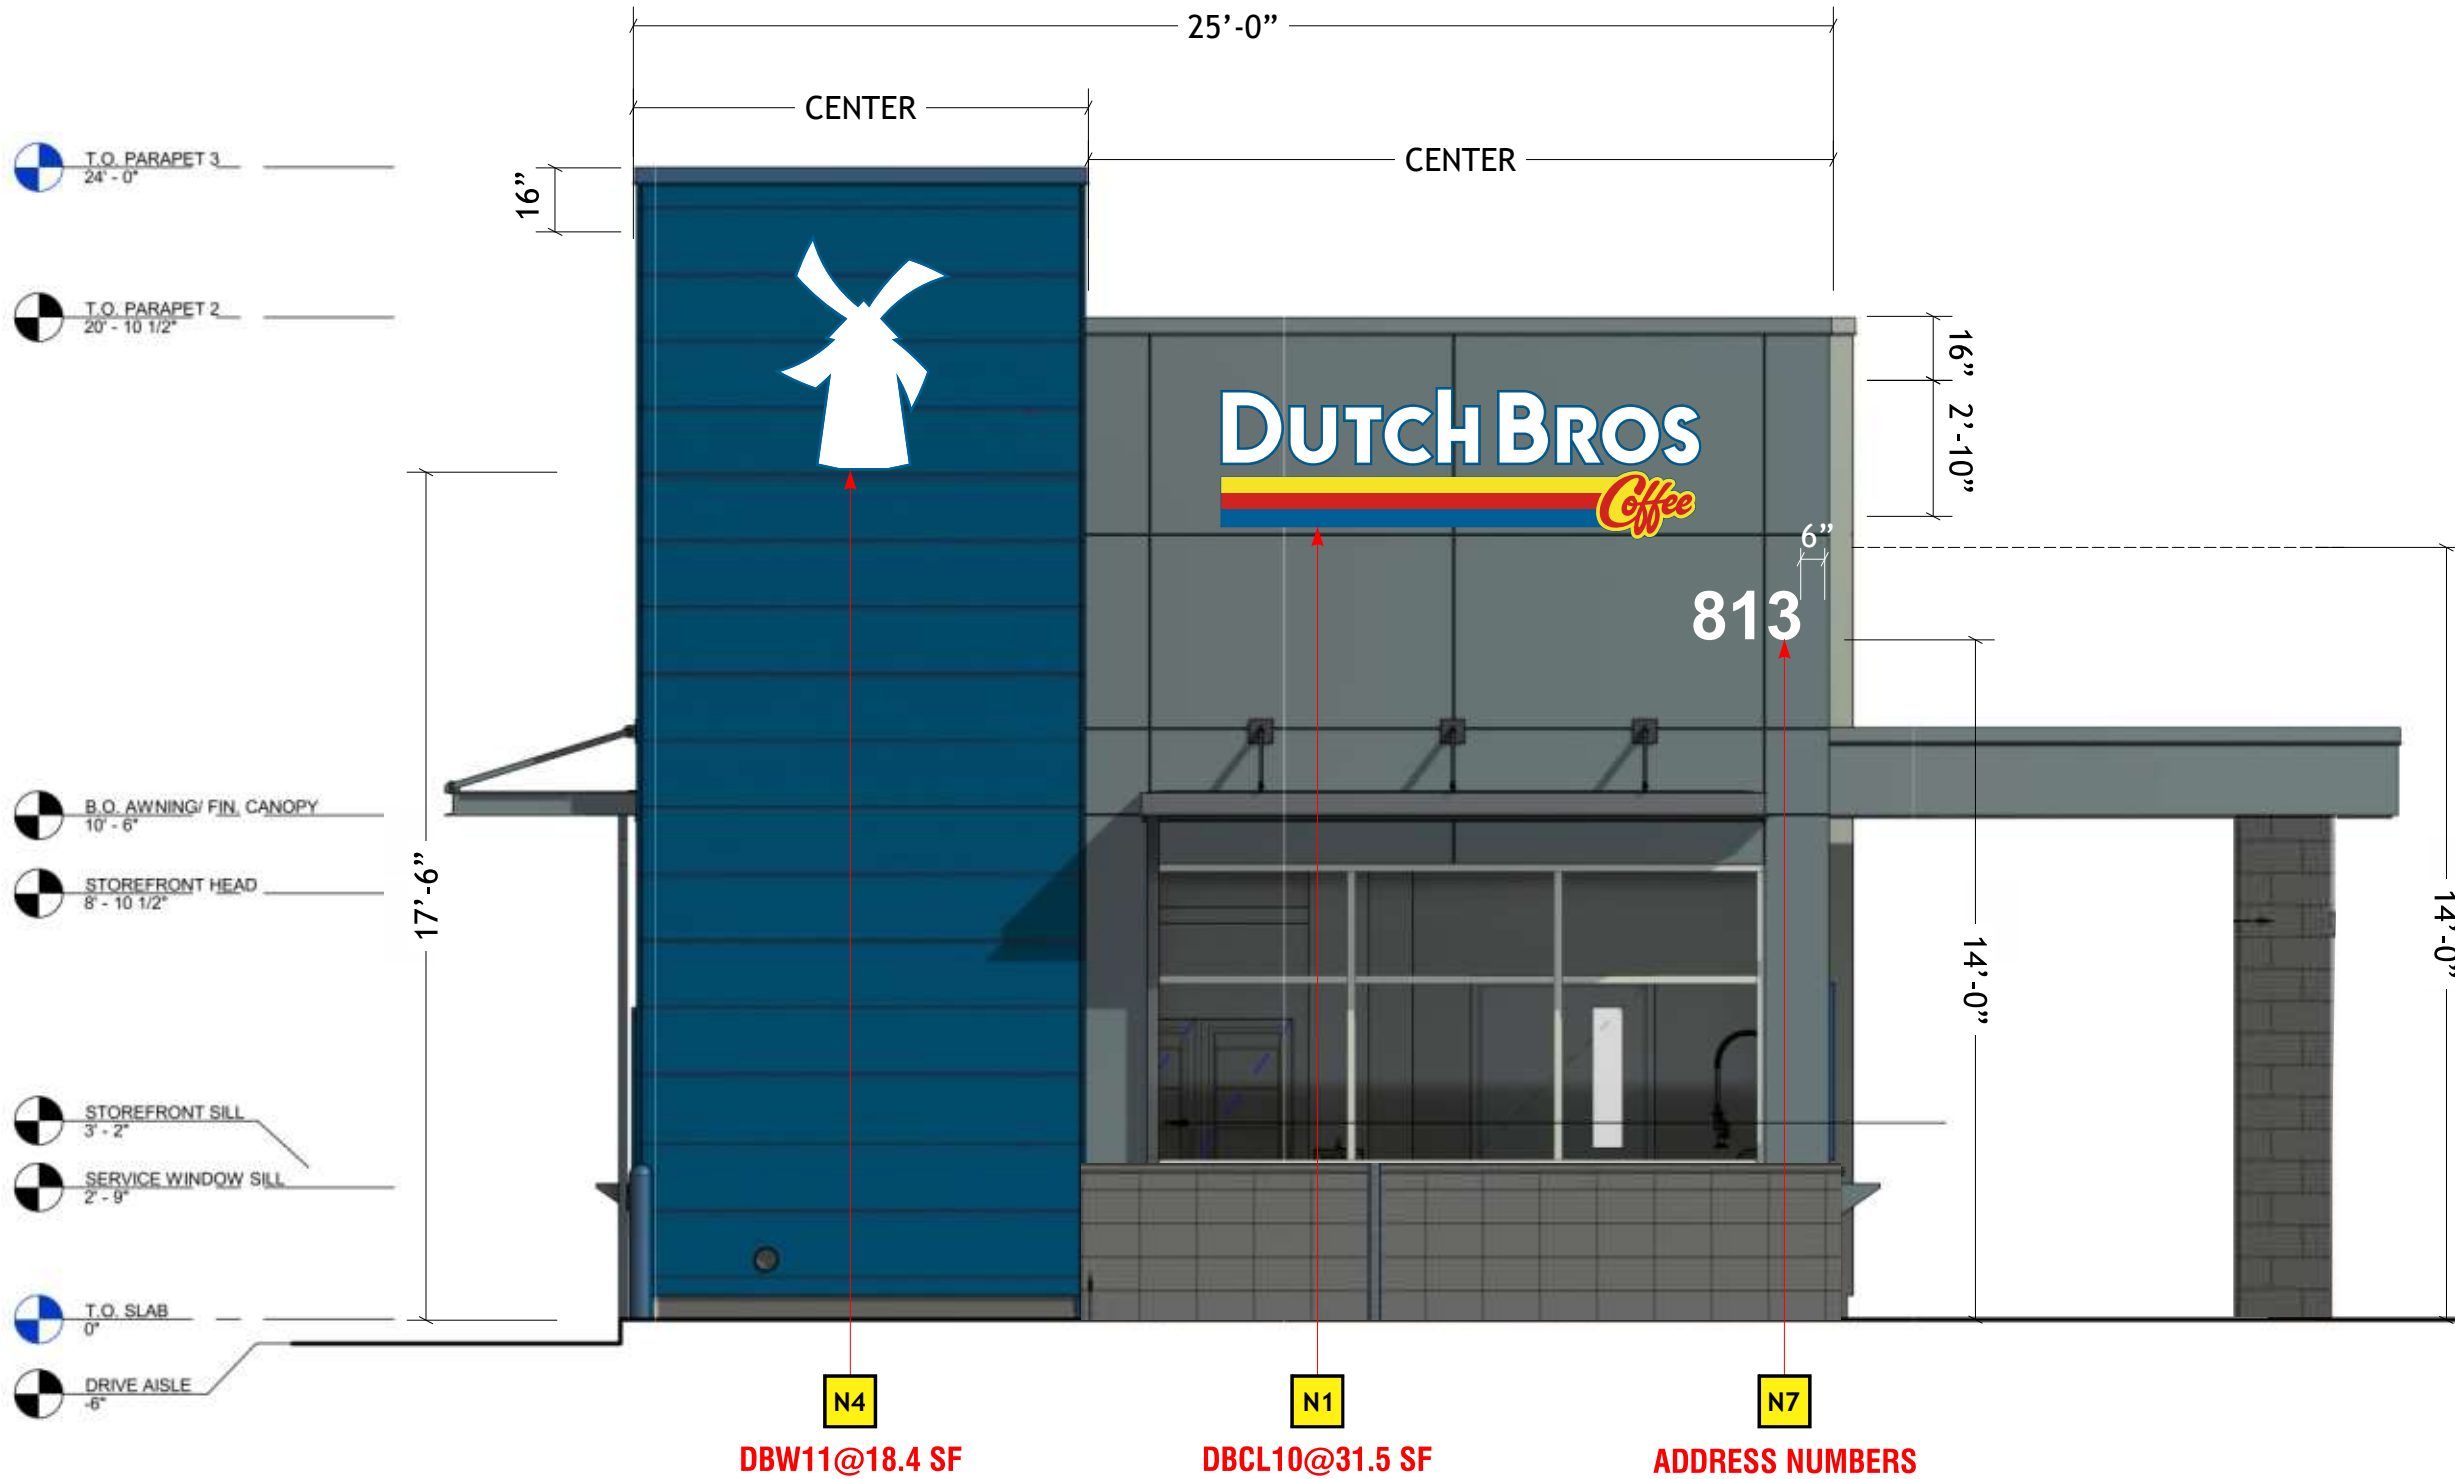 25’-0”
CENTER
CENTER
T.O. PARAPET 3
24' - 0"
16”
T.O. PARAPET 2
20' - 10 1/2"
16”
2’-10”
DUTCH BROS
Coffee
6”
813
B.O. AWNING/ FIN. CANOPY
10' - 6"
STOREFRONT HEAD
8' - 10 1/2"
17’-6”
14’-0”
14’-0”
STOREFRONT SILL
3' - 2"
SERVICE WINDOW SILL
2' - 9"
T.O. SLAB
0"
DRIVE AISLE
-6"
N4
N1
N7
DBW11@18.4 SF
DBCL10@31.5 SF
ADDRESS NUMBERS